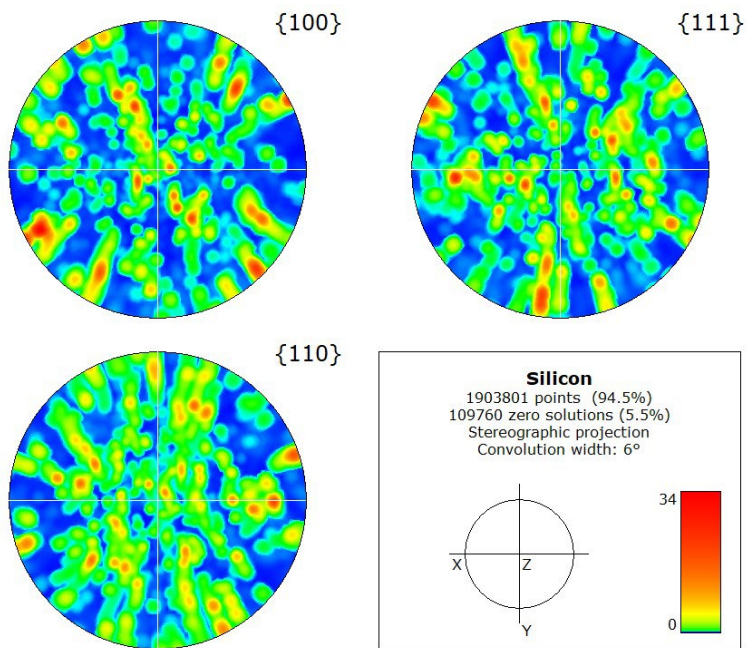 {100}
{111}
{110}
Silicon
1903801 points (94.5%)
109760 zero solutions (5.5%)
Stereographic projection
Convolution width: 6°
34
X
Z
0
Y